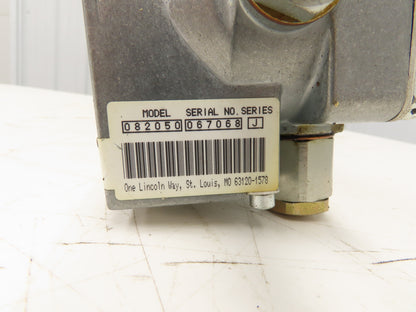 MODEL SERIAL NO. SERIES
082050 067068 J
One Lincoln Way, St. Louis, MO 63120-1578